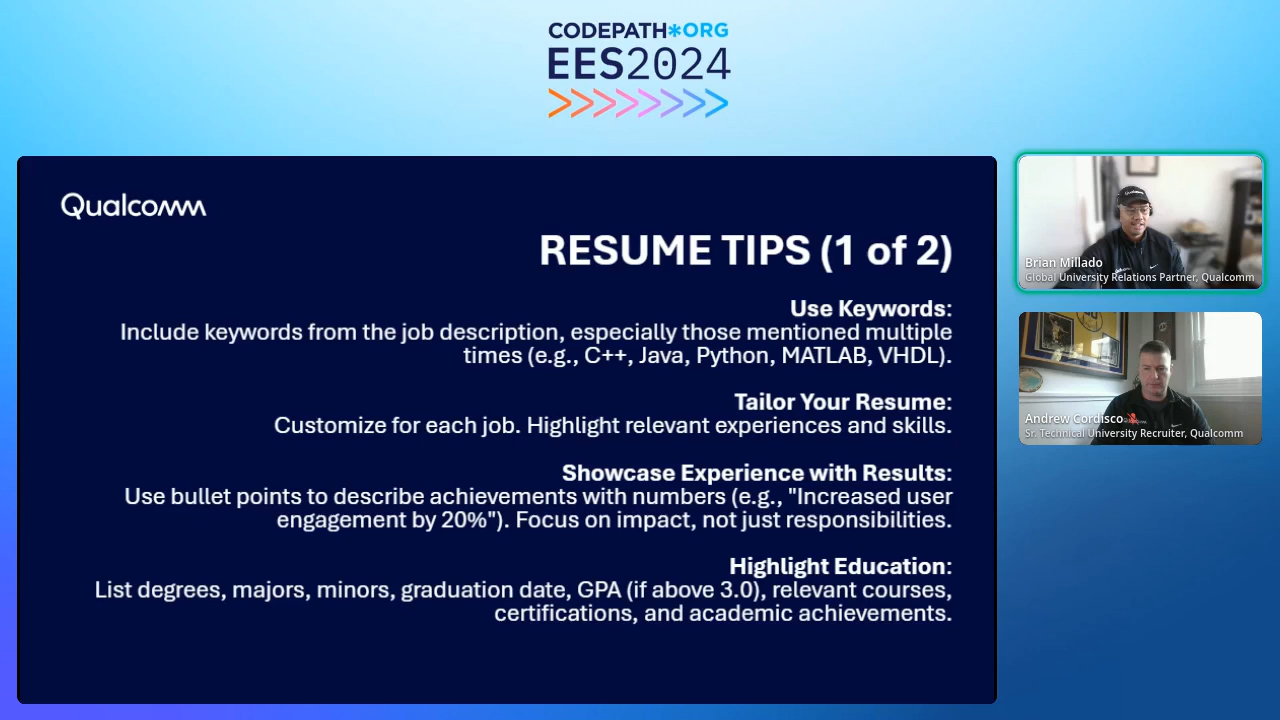 CODEPATH*ORG
EES2024
Qualcomm
RESUME TIPS (1 of 2)
Use Keywords:
Include keywords from the job description, especially those mentioned multiple
times (e.g., C++, Java, Python, MATLAB, VHDL).
Tailor Your Resume:
Customize for each job. Highlight relevant experiences and skills.
Showcase Experience with Results:
Use bullet points to describe achievements with numbers (e.g., "Increased user
engagement by 20%"). Focus on impact, not just responsibilities.
Highlight Education:
List degrees, majors, minors, graduation date, GPA (if above 3.0), relevant courses,
certifications, and academic achievements.
Brian Millado
Global University Relations Partner, Qualcomm
Andrew Cordisco
Sr. Technical University Recruiter, Qualcomm